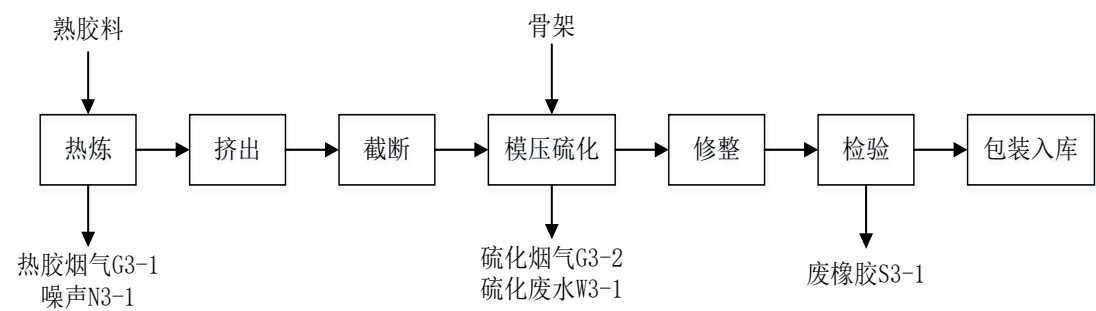 熟胶料
骨架
热炼
挤出
截断
模压硫化
修整
检验
包装入库
热胶烟气G3-1
噪声N3-1
硫化烟气G3-2
硫化废水W3-1
废橡胶S3-1